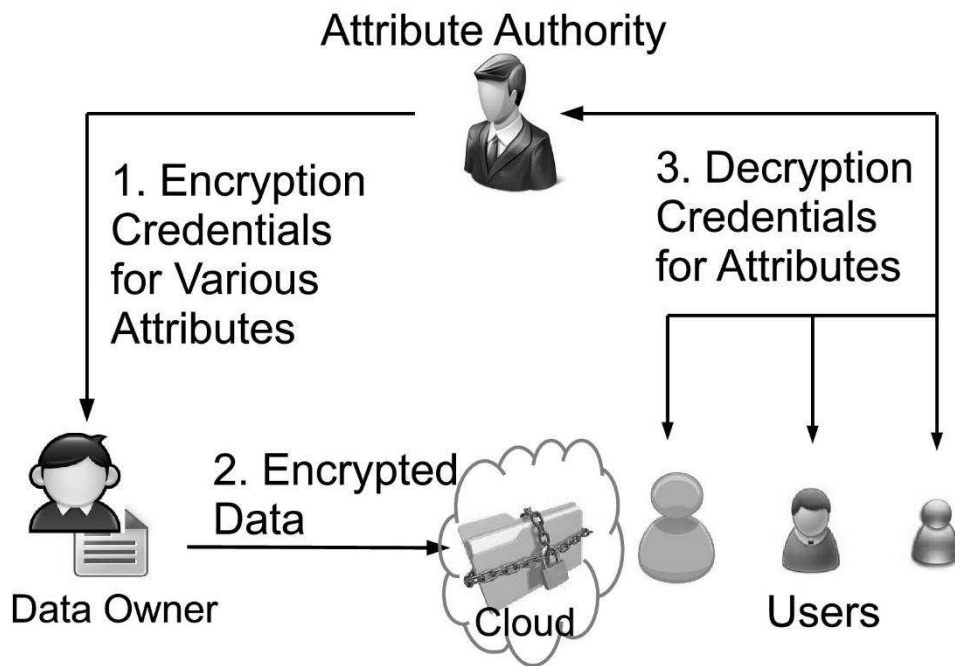 Attribute Authority
1. Encryption
Credentials
for Various
Attributes
3. Decryption
Credentials
for Attributes
2. Encrypted
Data
Data Owner
Cloud
Users